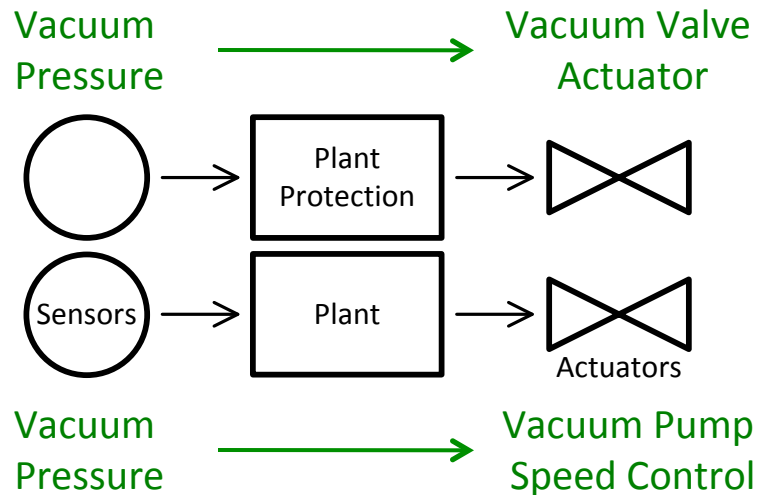 Vacuum
Pressure
Vacuum Valve
Actuator
Plant
Protection
Sensors
Plant
Actuators
Vacuum
Pressure
Vacuum Pump
Speed Control